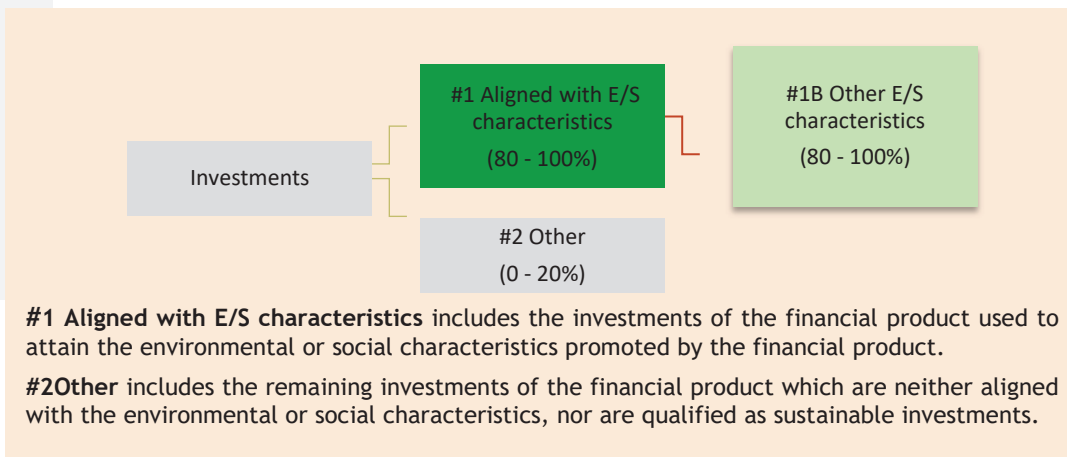 #1 Aligned with E/S
characteristics
(80 - 100%)
#1B Other E/S
characteristics
(80 - 100%)
Investments
#2 Other
(0 - 20%)
#1 Aligned with E/S characteristics includes the investments of the financial product used to
attain the environmental or social characteristics promoted by the financial product.
#2Other includes the remaining investments of the financial product which are neither aligned
with the environmental or social characteristics, nor are qualified as sustainable investments.